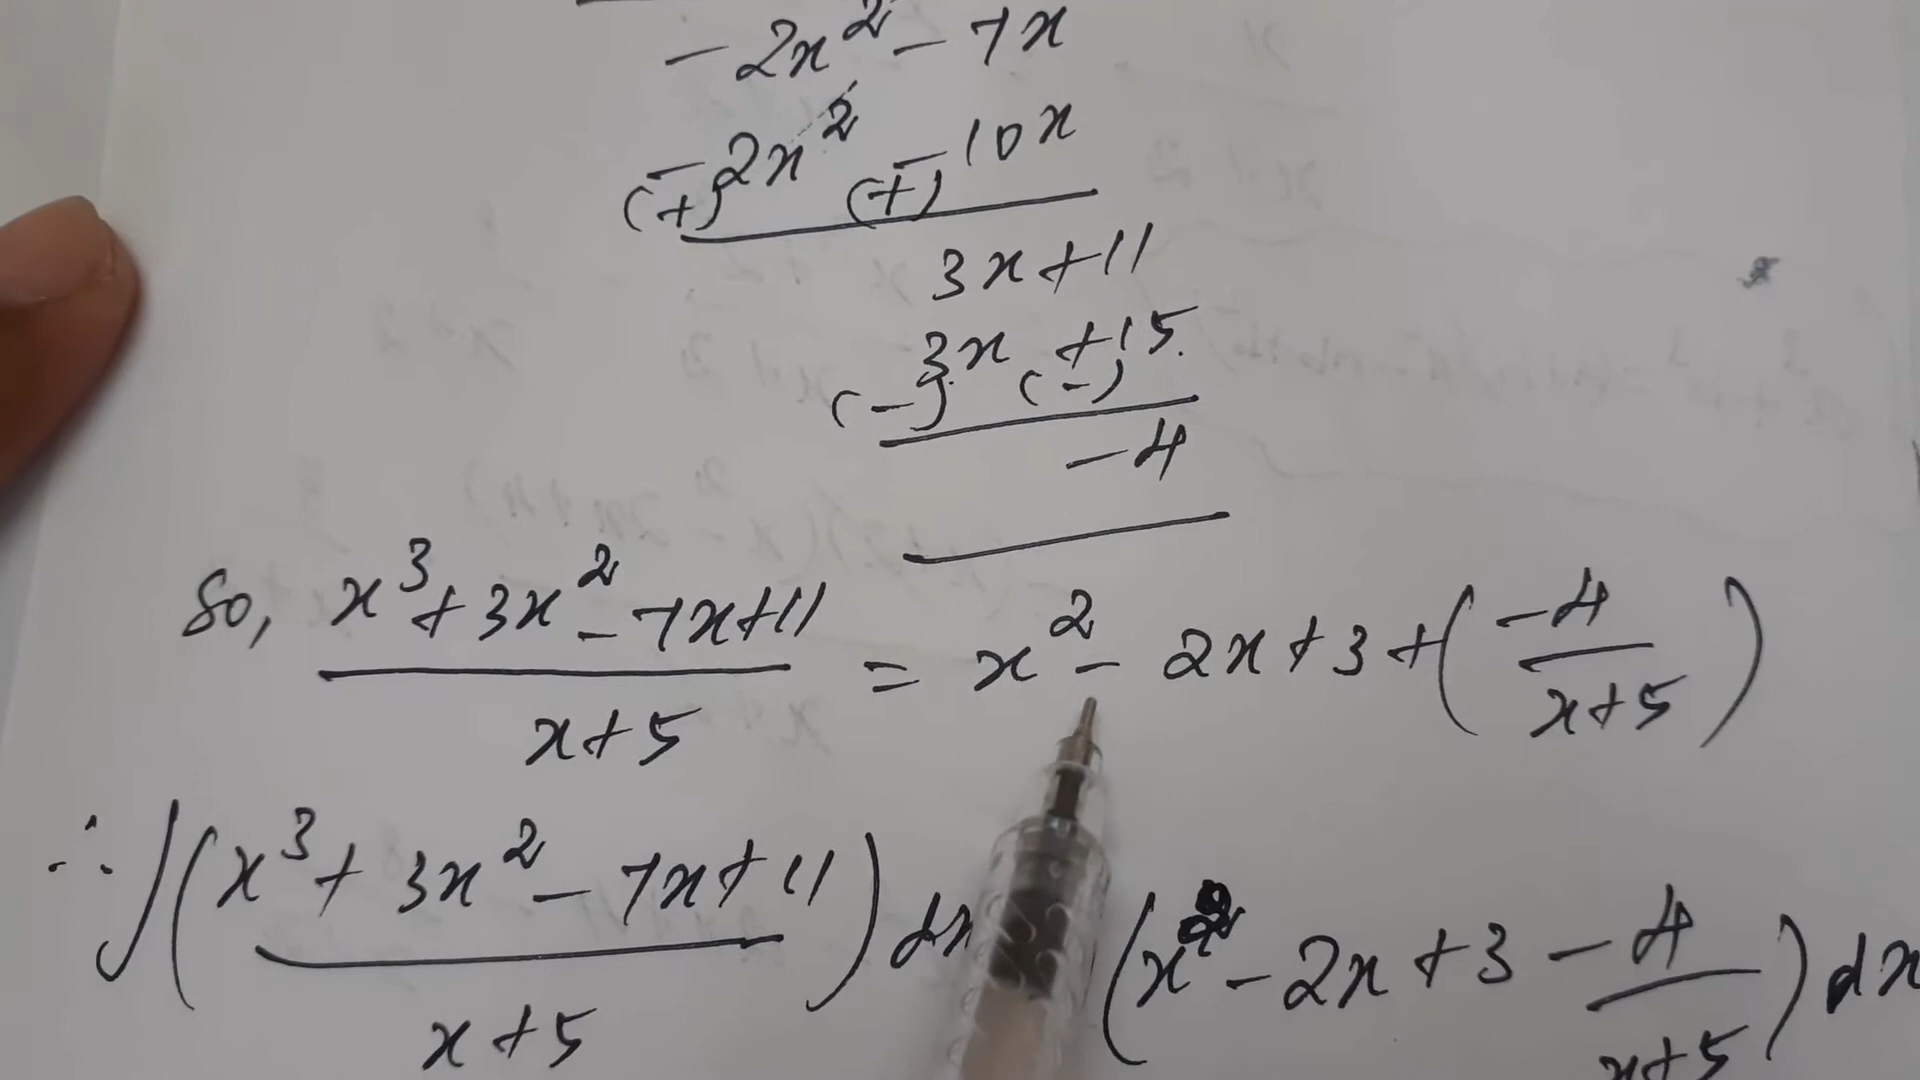 - 2x² - 7x
- 2x² - 10x
(+) (+)
3x + 11
3x + 15
(-) (-)
- 4
So, x³ + 3x² - 7x + 11 / x + 5 = x² - 2x + 3 + ( -4 / x + 5 )
∴ ∫ ( x³ + 3x² - 7x + 11 / x + 5 ) dx ( x² - 2x + 3 - 4 / x + 5 ) dx